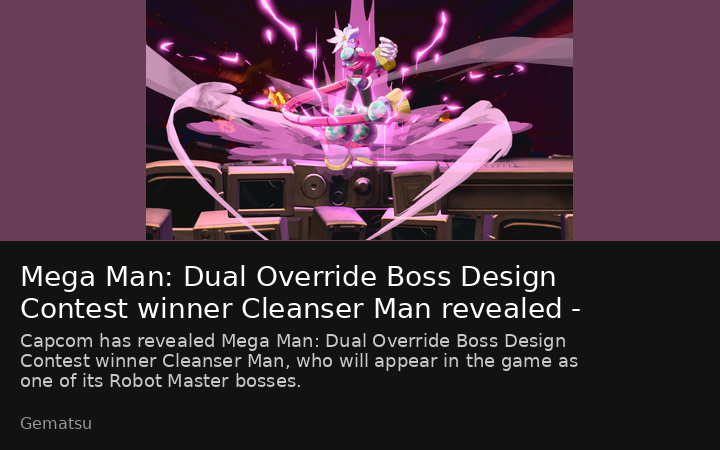 Mega Man: Dual Override Boss Design
Contest winner Cleanser Man revealed -
Capcom has revealed Mega Man: Dual Override Boss Design
Contest winner Cleanser Man, who will appear in the game as
one of its Robot Master bosses.
Gematsu